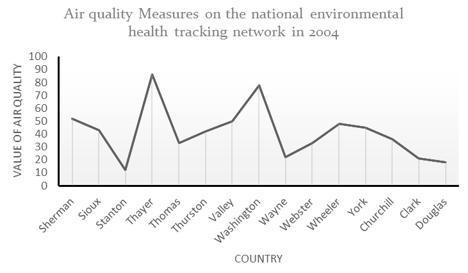 Air quality Measures on the national environmental
health tracking network in 2004
VALUE OF AIR QUALITY
100
90
80
70
60
50
40
30
20
10
0
Sherman
Sioux
Stanton
Thayer
Thomas
Thurston
Valley
Washington
Wayne
Webster
Wheeler
York
Churchill
Clark
Douglas
COUNTRY